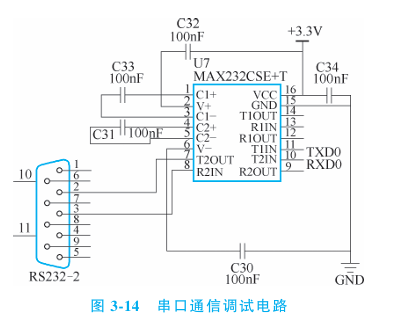 C32
100nF
+3.3V
U7
MAX232CSE+T
C33
100nF
C34
100nF
1 C1+ VCC 16
2 V+ GND 15
3 C1− T1OUT 14
4 C2+ R1IN 13
5 C2− R1OUT 12
6 V− T1IN 11 TXD0
7 T2OUT T2IN 10 RXD0
8 R2IN R2OUT 9
C31 100nF
1
6
2
7
3
8
4
9
5
10
11
RS232-2
C30
100nF
GND
图 3-14 串口通信调试电路